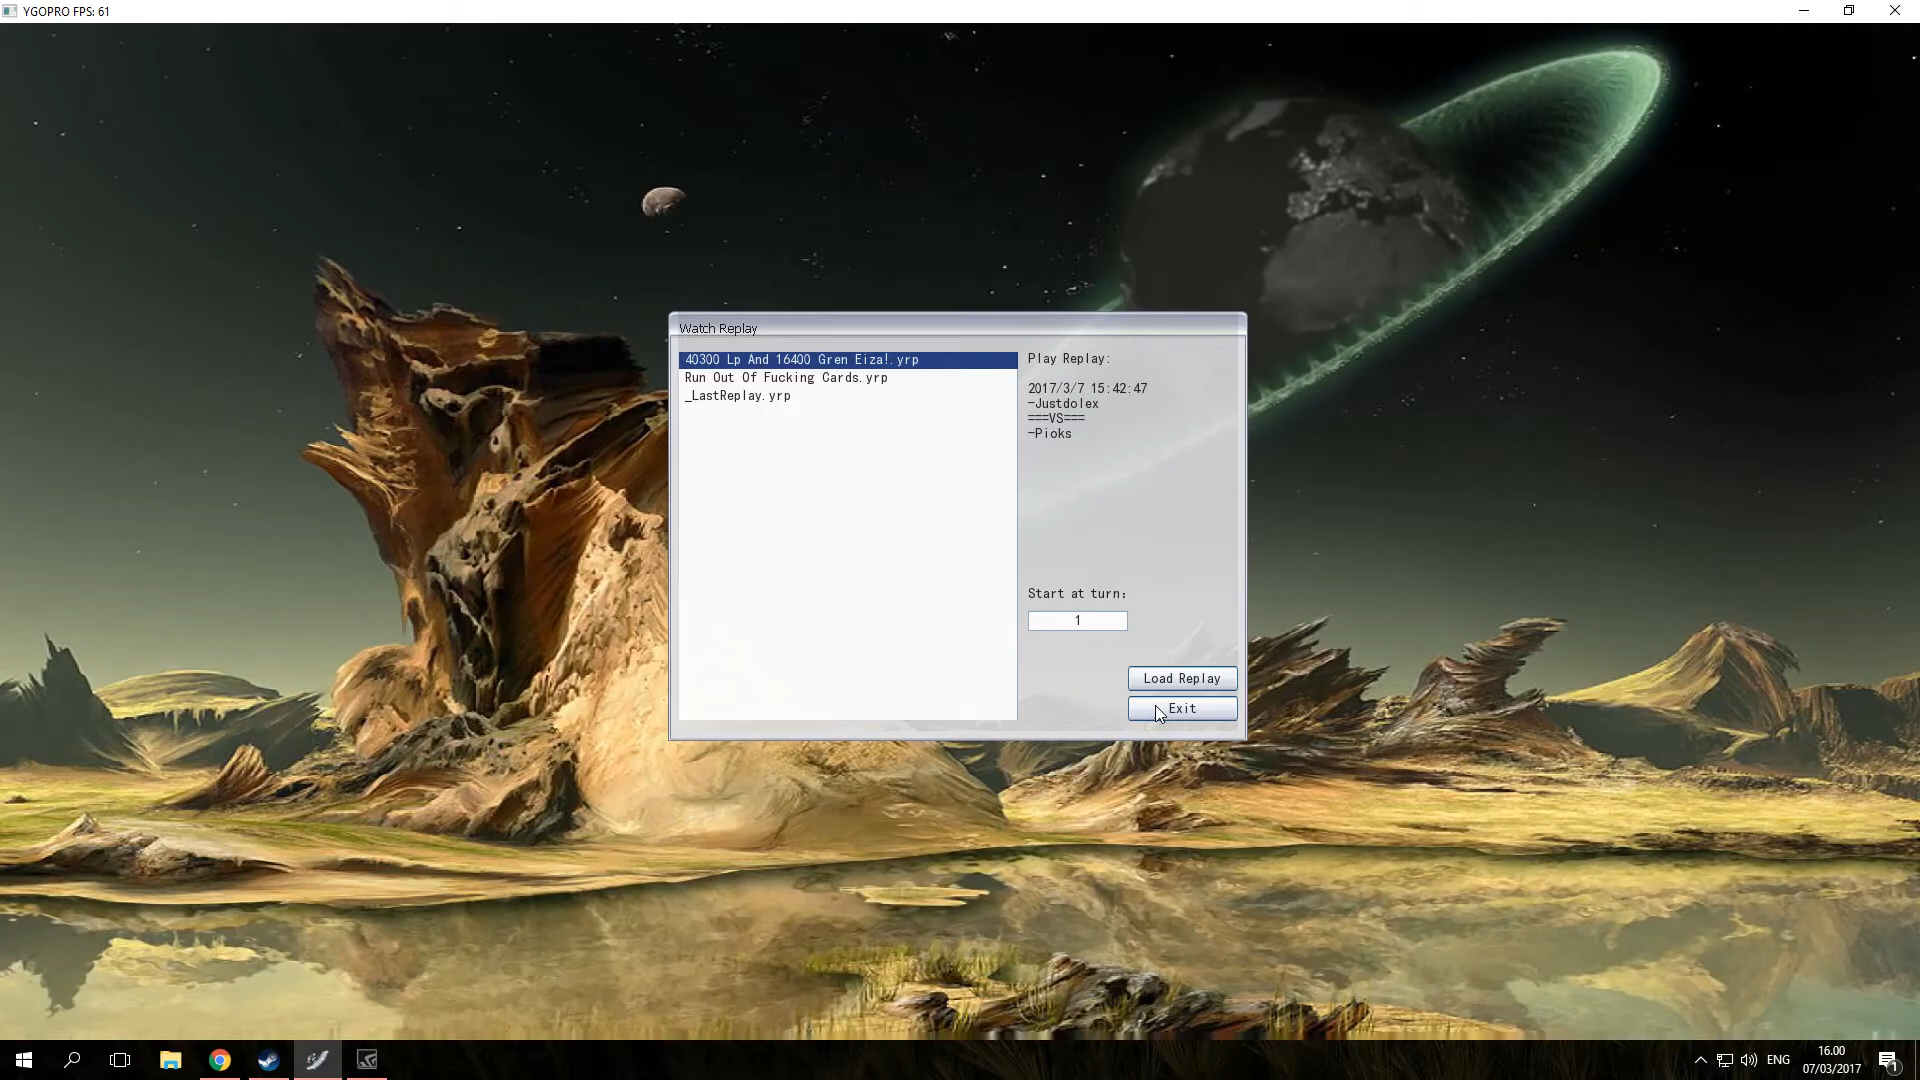 YGOPRO FPS: 61
Watch Replay
40300 Lp And 16400 Gren Eiza!.yrp
Run Out Of Fucking Cards.yrp
_LastReplay.yrp
Play Replay:
2017/3/7 15:42:47
-Justdolex
===VS===
-Pioks
Start at turn:
1
Load Replay
Exit
ENG
16.00
07/03/2017
1